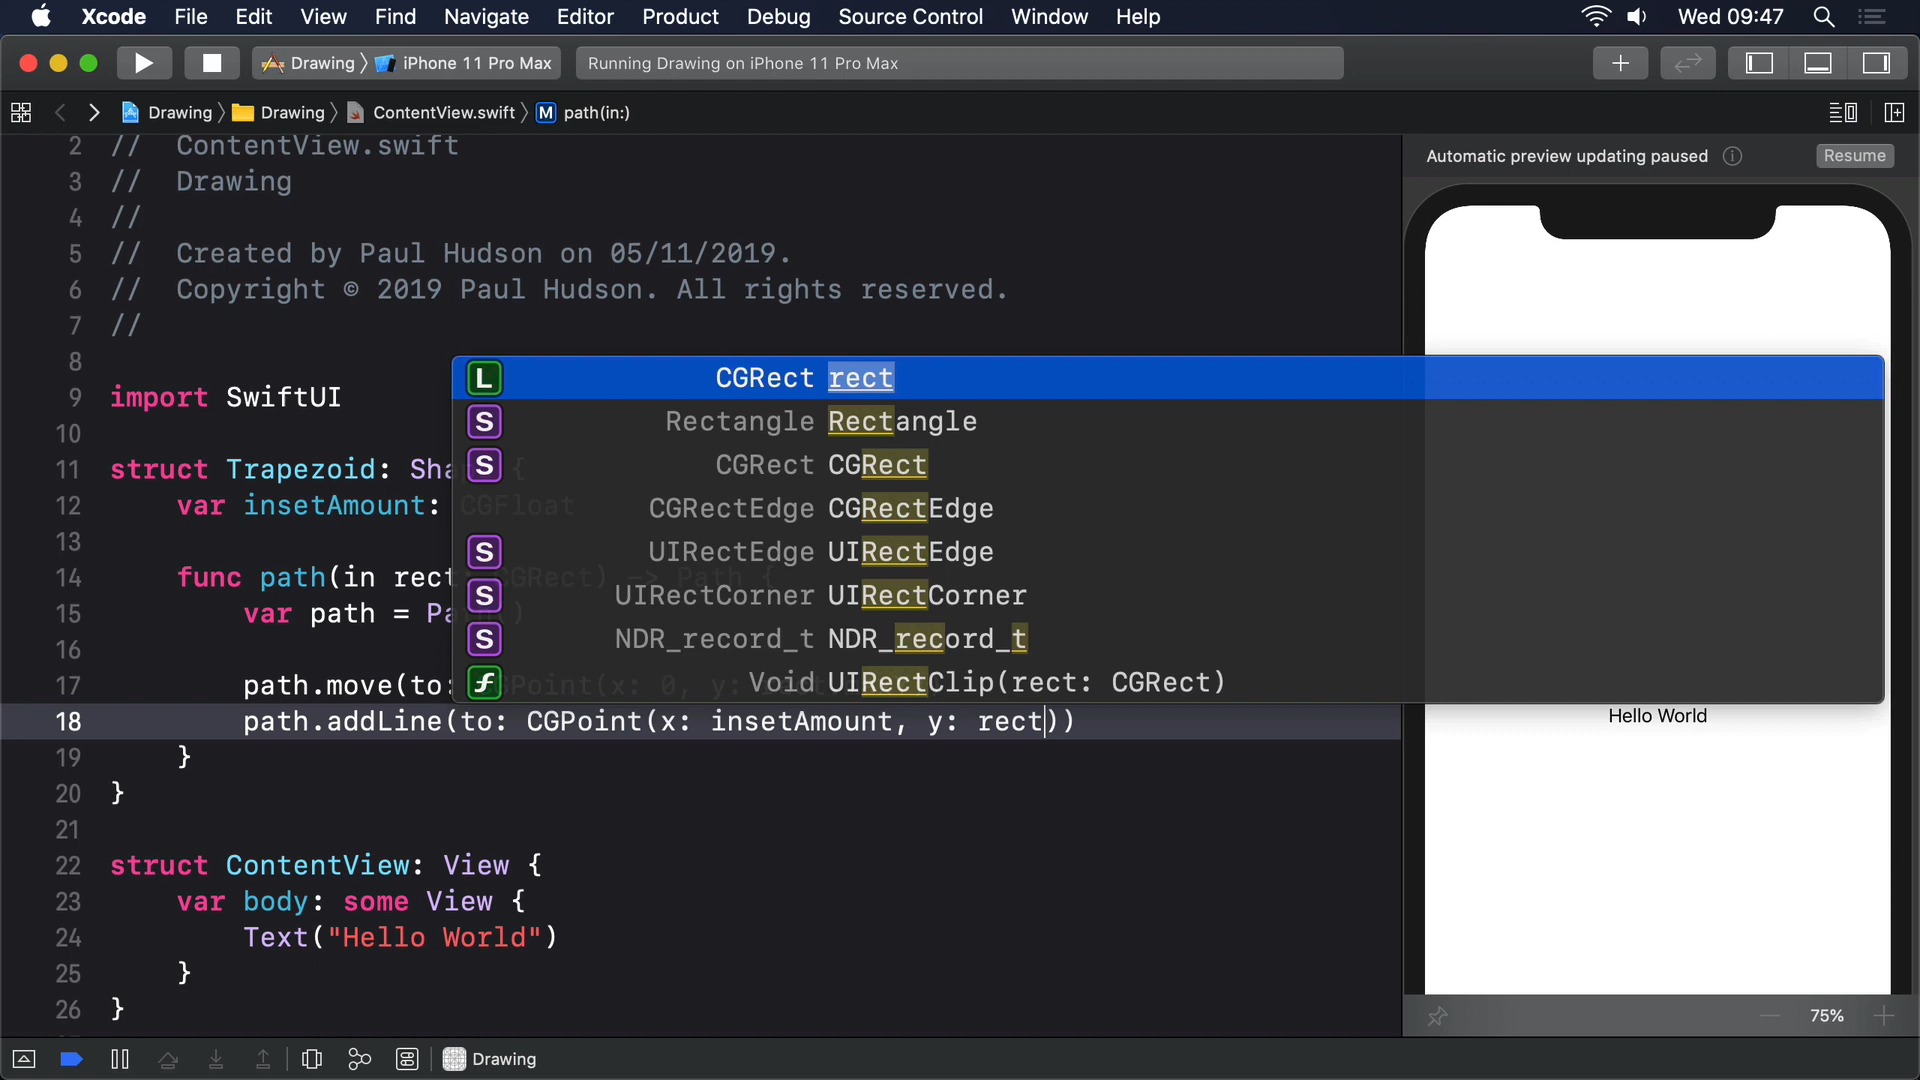 Xcode File Edit View Find Navigate Editor Product Debug Source Control Window Help Wed 09:47
Drawing iPhone 11 Pro Max Running Drawing on iPhone 11 Pro Max
Drawing Drawing ContentView.swift M path(in:)
Automatic preview updating paused Resume
2 // ContentView.swift
3 // Drawing
4 //
5 // Created by Paul Hudson on 05/11/2019.
6 // Copyright © 2019 Paul Hudson. All rights reserved.
7 //
8
9 import SwiftUI
10
11 struct Trapezoid: Sha {
12 var insetAmount: CGFloat
13
14 func path(in rect: CGRect) -> Path {
15 var path = Pa )
16
17 path.move(to: CGPoint(x: 0, y: 
18 path.addLine(to: CGPoint(x: insetAmount, y: rect))
19 }
20 }
21
22 struct ContentView: View {
23 var body: some View {
24 Text("Hello World")
25 }
26 }
L CGRect rect
S Rectangle Rectangle
S CGRect CGRect
CGRectEdge CGRectEdge
S UIRectEdge UIRectEdge
S UIRectCorner UIRectCorner
S NDR_record_t NDR_record_t
f Void UIRectClip(rect: CGRect)
Hello World
75%
Drawing